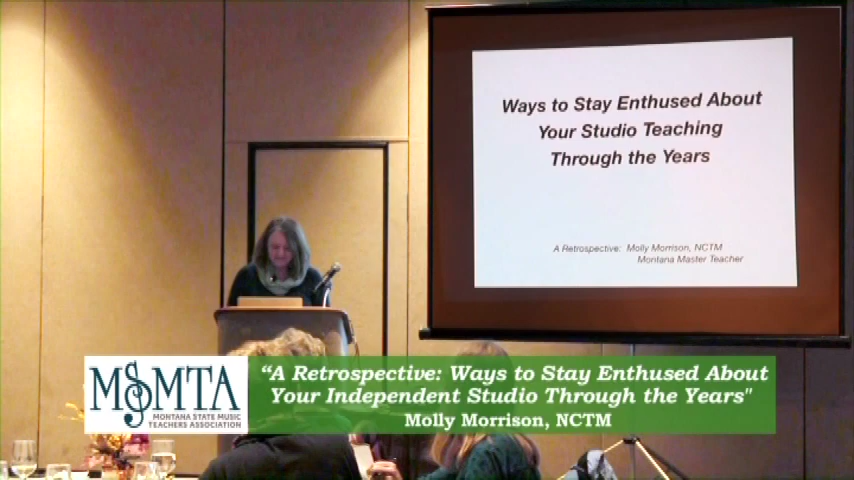 Ways to Stay Enthused About
Your Studio Teaching
Through the Years
A Retrospective: Molly Morrison, NCTM
Montana Master Teacher
MSMTA
MONTANA STATE MUSIC
TEACHERS ASSOCIATION
“A Retrospective: Ways to Stay Enthused About
Your Independent Studio Through the Years"
Molly Morrison, NCTM